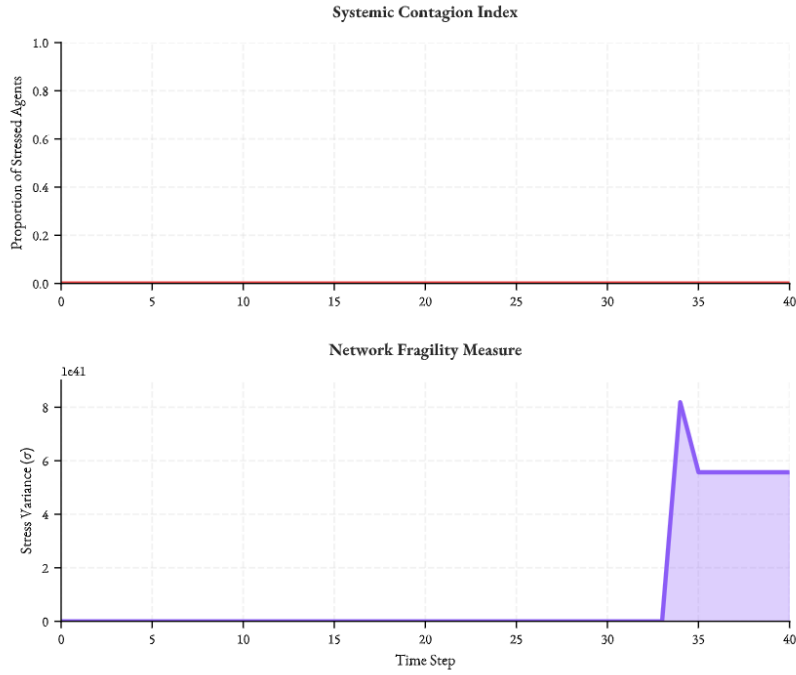 Systemic Contagion Index
Proportion of Stressed Agents
1.0
0.8
0.6
0.4
0.2
0.0
0 5 10 15 20 25 30 35 40
Network Fragility Measure
1e41
Stress Variance (σ)
8
6
4
2
0
0 5 10 15 20 25 30 35 40
Time Step